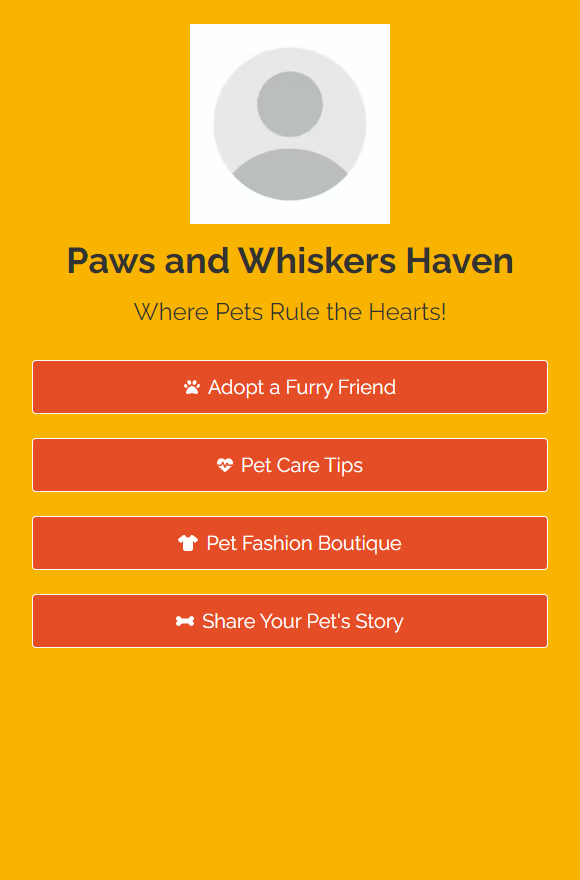 Paws and Whiskers Haven
Where Pets Rule the Hearts!
Adopt a Furry Friend
Pet Care Tips
Pet Fashion Boutique
Share Your Pet's Story